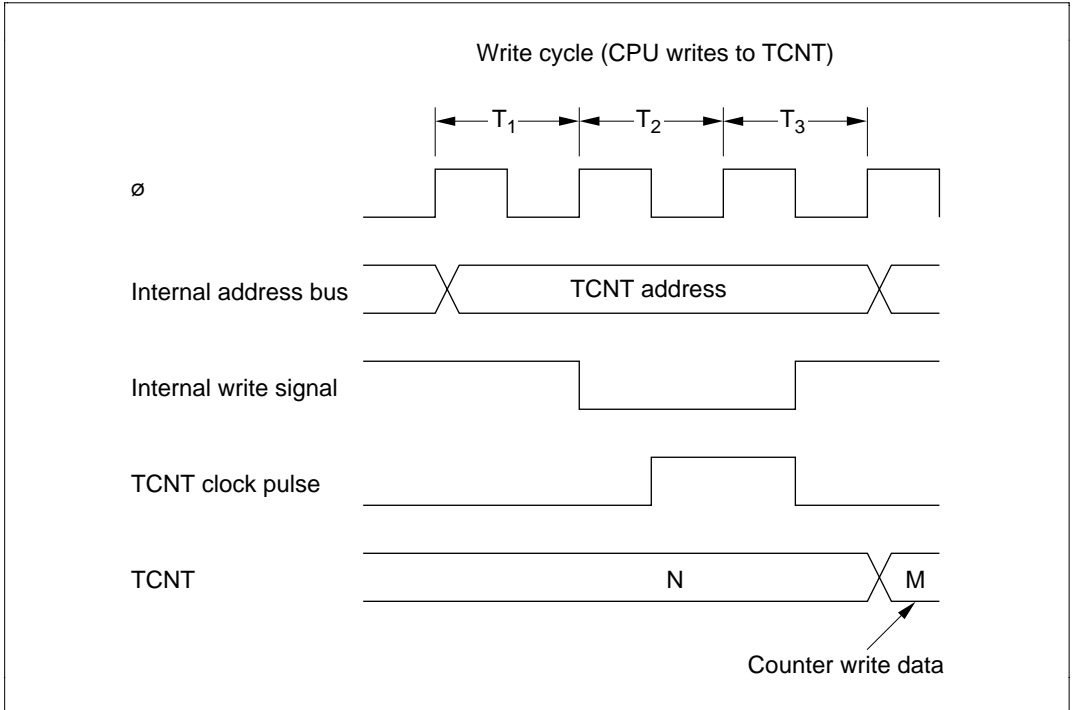 Write cycle (CPU writes to TCNT)
T₁ T₂ T₃
ø
Internal address bus TCNT address
Internal write signal
TCNT clock pulse
TCNT N M
Counter write data